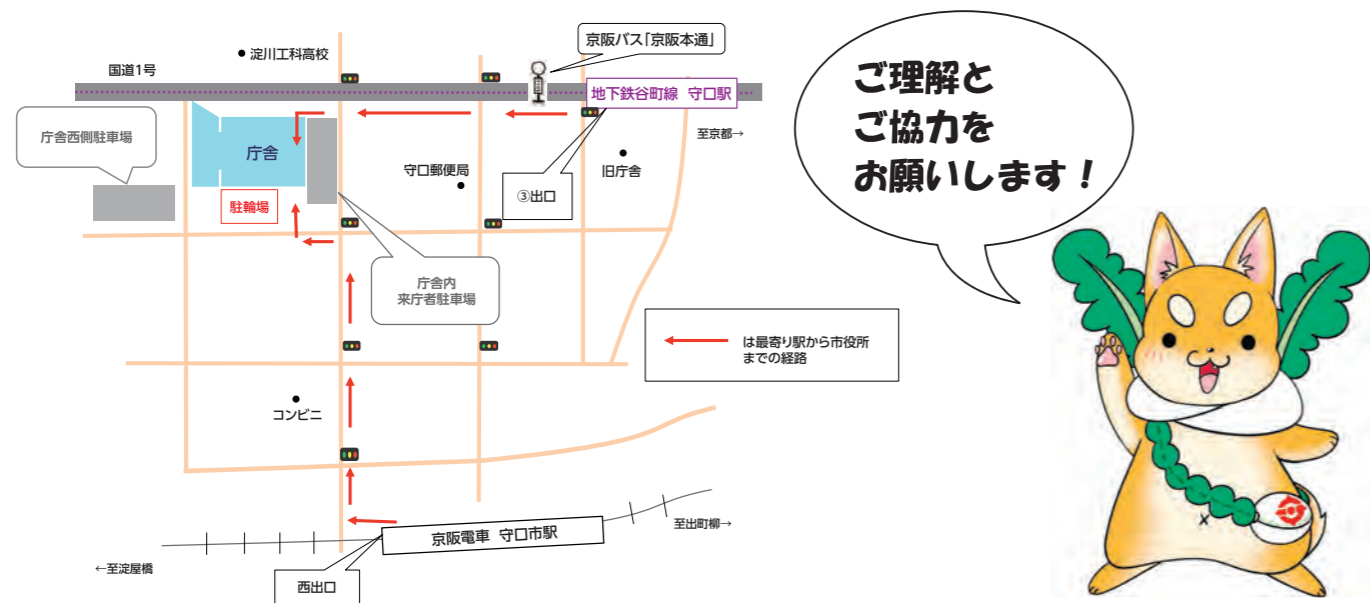 京阪バス「京阪本通」
淀川工科高校
国道1号
地下鉄谷町線 守口駅
至京都→
庁舎西側駐車場
庁舎
守口郵便局
旧庁舎
③出口
駐輪場
庁舎内
来庁者駐車場
は最寄り駅から市役所
までの経路
コンビニ
京阪電車 守口市駅
至出町柳→
←至淀屋橋
西出口
ご理解と
ご協力を
お願いします！